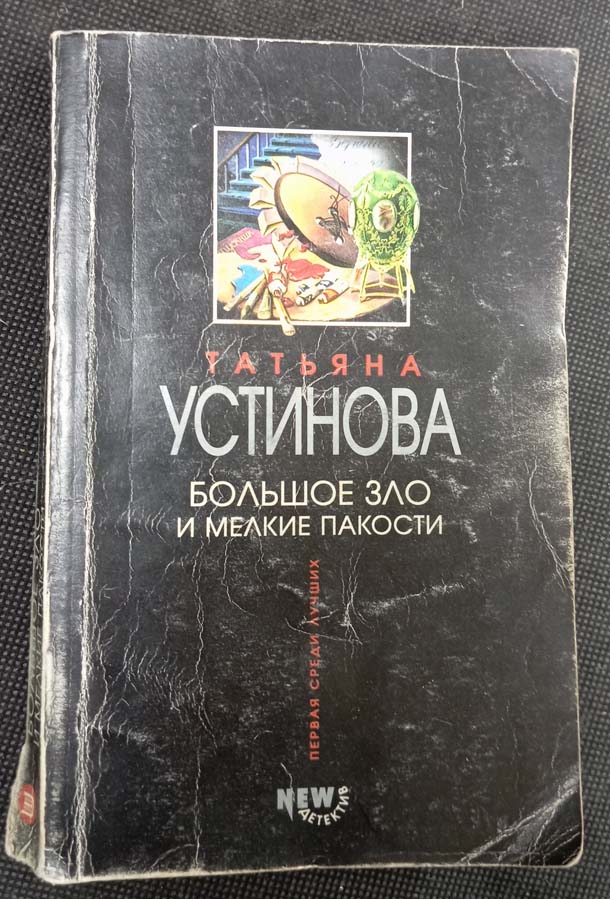 ТАТЬЯНА
УСТИНОВА
БОЛЬШОЕ ЗЛО
И МЕЛКИЕ ПАКОСТИ
ПЕРВАЯ СРЕДИ ЛУЧШИХ
NEW
ДЕТЕКТИВ